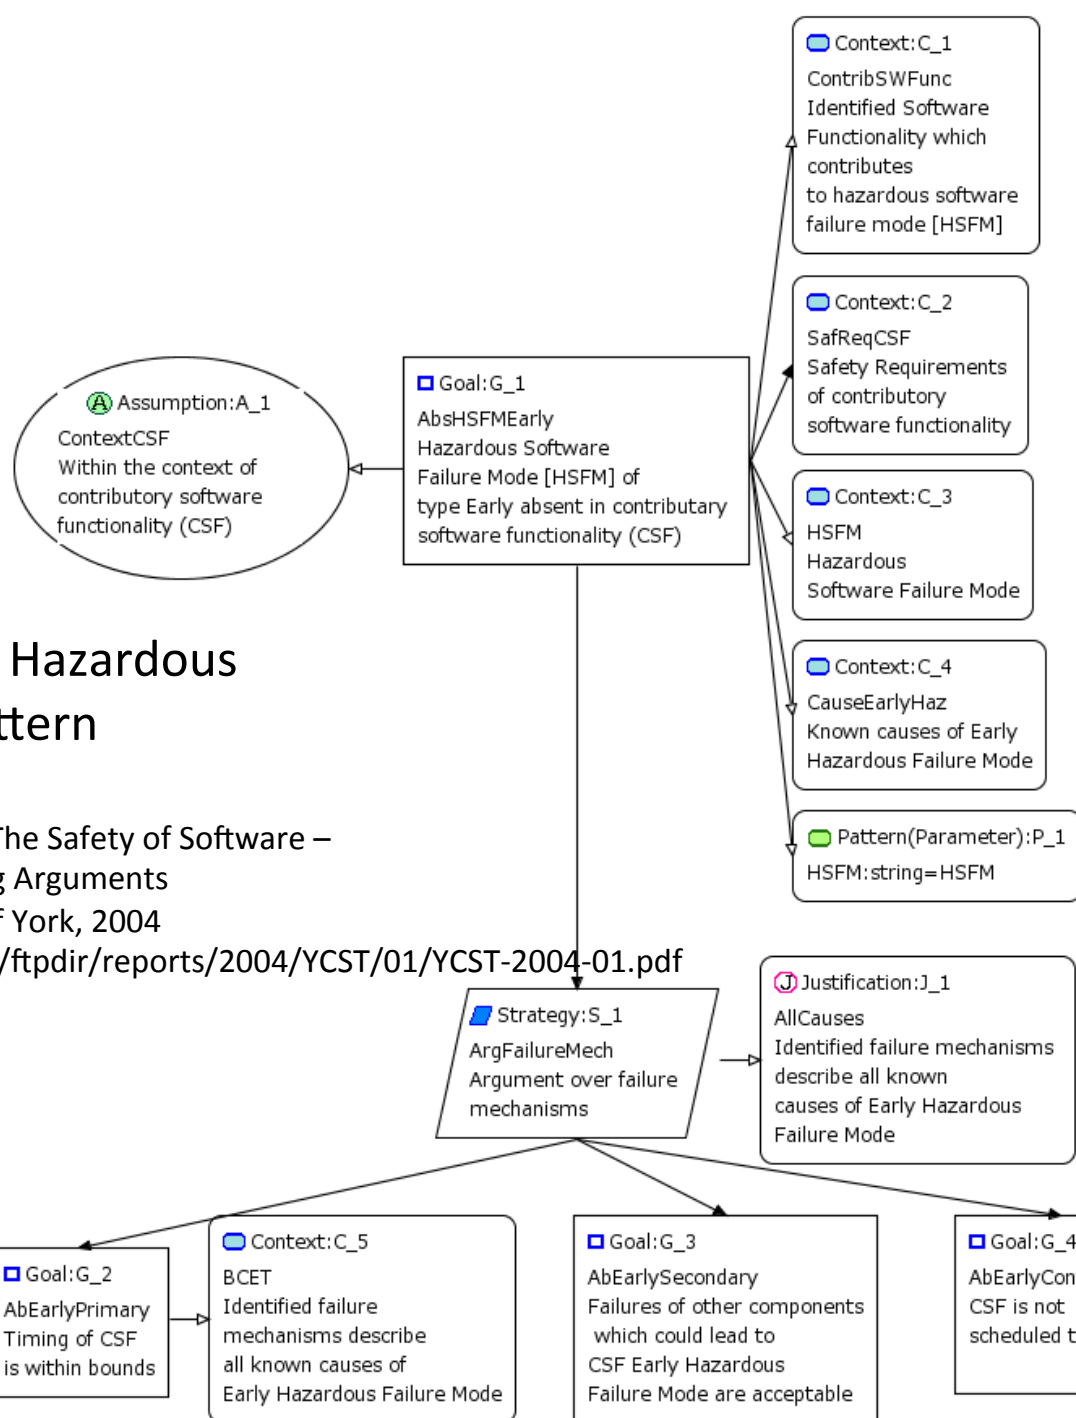 Context:C_1
ContribSWFunc
Identified Software
Functionality which
contributes
to hazardous software
failure mode [HSFM]
Context:C_2
SafReqCSF
Safety Requirements
of contributory
software functionality
A Assumption:A_1
ContextCSF
Within the context of
contributory software
functionality (CSF)
Goal:G_1
AbsHSFMEarly
Hazardous Software
Failure Mode [HSFM] of
type Early absent in contributary
software functionality (CSF)
Context:C_3
HSFM
Hazardous
Software Failure Mode
Context:C_4
CauseEarlyHaz
Known causes of Early
Hazardous Failure Mode
Pattern(Parameter):P_1
HSFM:string=HSFM
Hazardous
ttern
The Safety of Software –
g Arguments
f York, 2004
/ftpdir/reports/2004/YCST/01/YCST-2004-01.pdf
Strategy:S_1
ArgFailureMech
Argument over failure
mechanisms
J Justification:J_1
AllCauses
Identified failure mechanisms
describe all known
causes of Early Hazardous
Failure Mode
Goal:G_2
AbEarlyPrimary
Timing of CSF
is within bounds
Context:C_5
BCET
Identified failure
mechanisms describe
all known causes of
Early Hazardous Failure Mode
Goal:G_3
AbEarlySecondary
Failures of other components
which could lead to
CSF Early Hazardous
Failure Mode are acceptable
Goal:G_4
AbEarlyCon
CSF is not
scheduled t